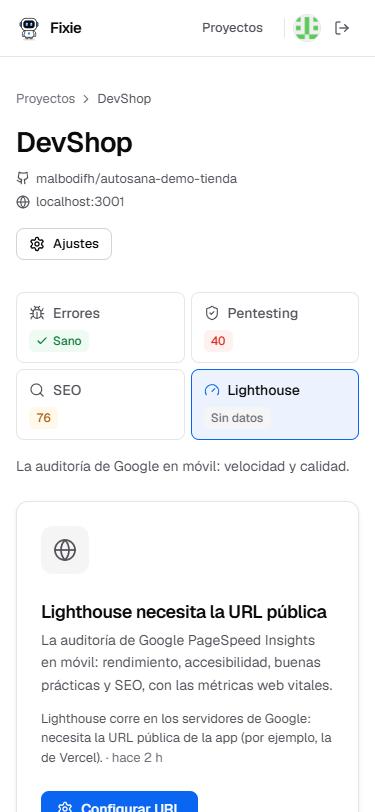 Fixie
Proyectos
Proyectos > DevShop
DevShop
malbodifh/autosana-demo-tienda
localhost:3001
Ajustes
Errores
Sano
Pentesting
40
SEO
76
Lighthouse
Sin datos
La auditoría de Google en móvil: velocidad y calidad.
Lighthouse necesita la URL pública
La auditoría de Google PageSpeed Insights
en móvil: rendimiento, accesibilidad, buenas
prácticas y SEO, con las métricas web vitales.
Lighthouse corre en los servidores de Google:
necesita la URL pública de la app (por ejemplo, la
de Vercel). · hace 2 h
Configurar URL